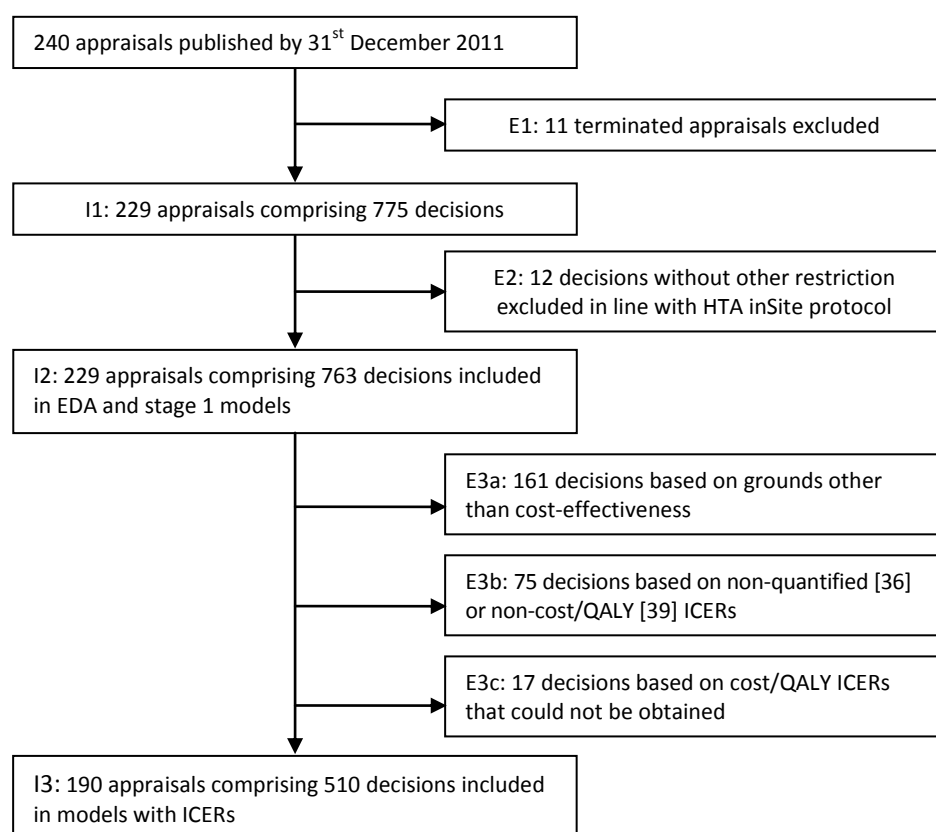 240 appraisals published by 31st December 2011
E1: 11 terminated appraisals excluded
I1: 229 appraisals comprising 775 decisions
E2: 12 decisions without other restriction
excluded in line with HTA inSite protocol
I2: 229 appraisals comprising 763 decisions included
in EDA and stage 1 models
E3a: 161 decisions based on grounds other
than cost-effectiveness
E3b: 75 decisions based on non-quantified [36]
or non-cost/QALY [39] ICERs
E3c: 17 decisions based on cost/QALY ICERs
that could not be obtained
I3: 190 appraisals comprising 510 decisions included
in models with ICERs